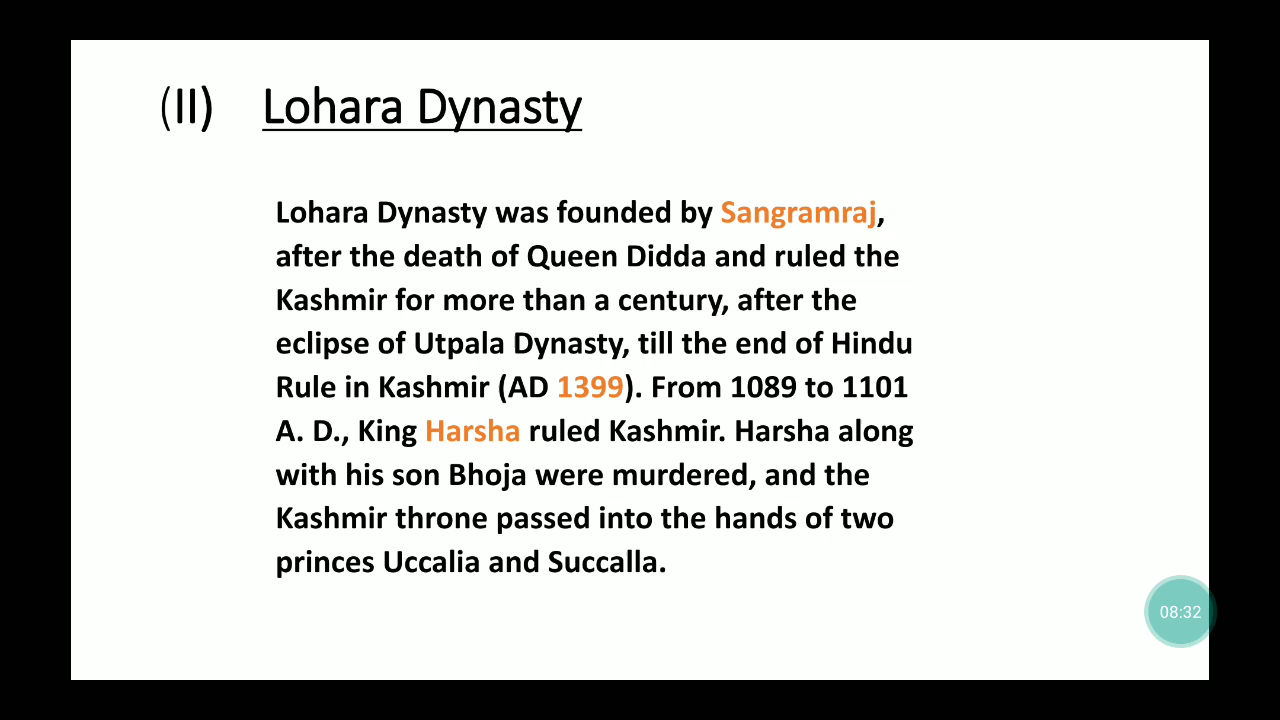 (II) Lohara Dynasty
Lohara Dynasty was founded by Sangramraj,
after the death of Queen Didda and ruled the
Kashmir for more than a century, after the
eclipse of Utpala Dynasty, till the end of Hindu
Rule in Kashmir (AD 1399). From 1089 to 1101
A. D., King Harsha ruled Kashmir. Harsha along
with his son Bhoja were murdered, and the
Kashmir throne passed into the hands of two
princes Uccalia and Succalla.
08:32